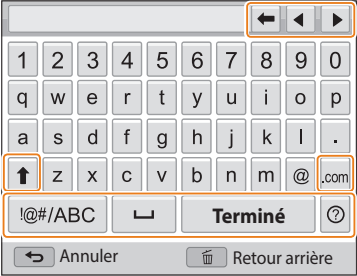 1 2 3 4 5 6 7 8 9 0
q w e r t y u i o p
a s d f g h j k l .
z x c v b n m @ .com
!@#/ABC Terminé ?
Annuler Retour arrière